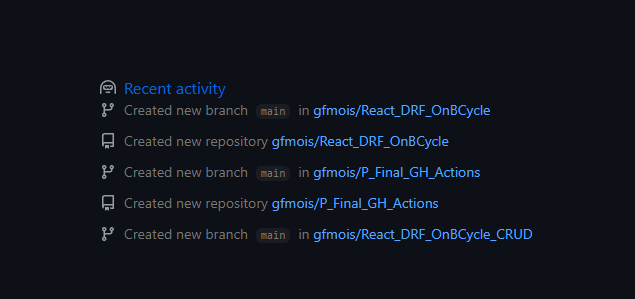 Recent activity
Created new branch main in gfmois/React_DRF_OnBCycle
Created new repository gfmois/React_DRF_OnBCycle
Created new branch main in gfmois/P_Final_GH_Actions
Created new repository gfmois/P_Final_GH_Actions
Created new branch main in gfmois/React_DRF_OnBCycle_CRUD